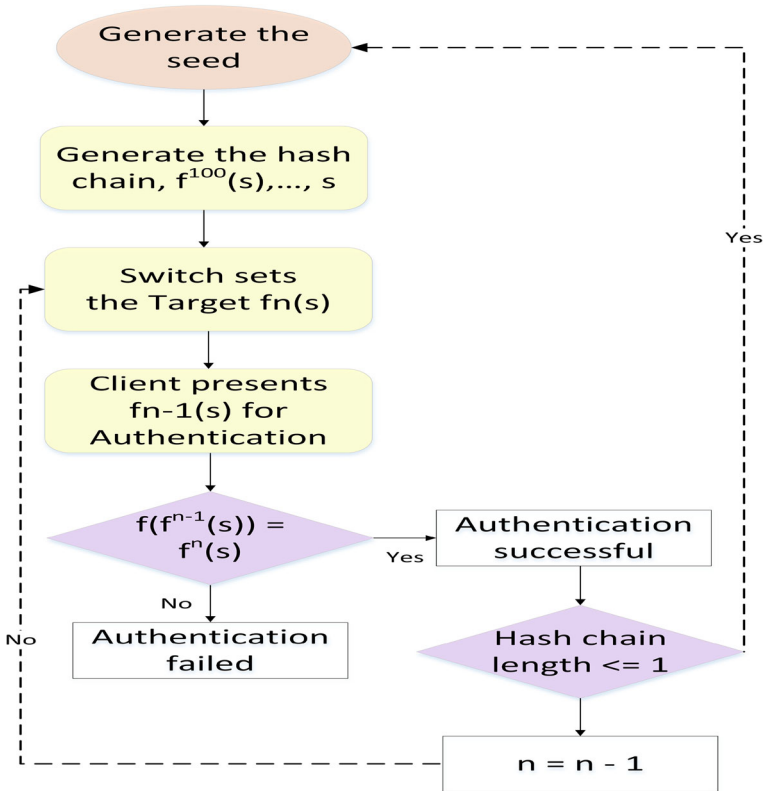 Generate the
seed
Generate the hash
chain, f¹⁰⁰(s),..., s
Yes
Switch sets
the Target fn(s)
Client presents
fn-1(s) for
Authentication
f(fⁿ⁻¹(s)) =
fⁿ(s)
Yes
Authentication
successful
No
Authentication
failed
No
Hash chain
length <= 1
n = n - 1